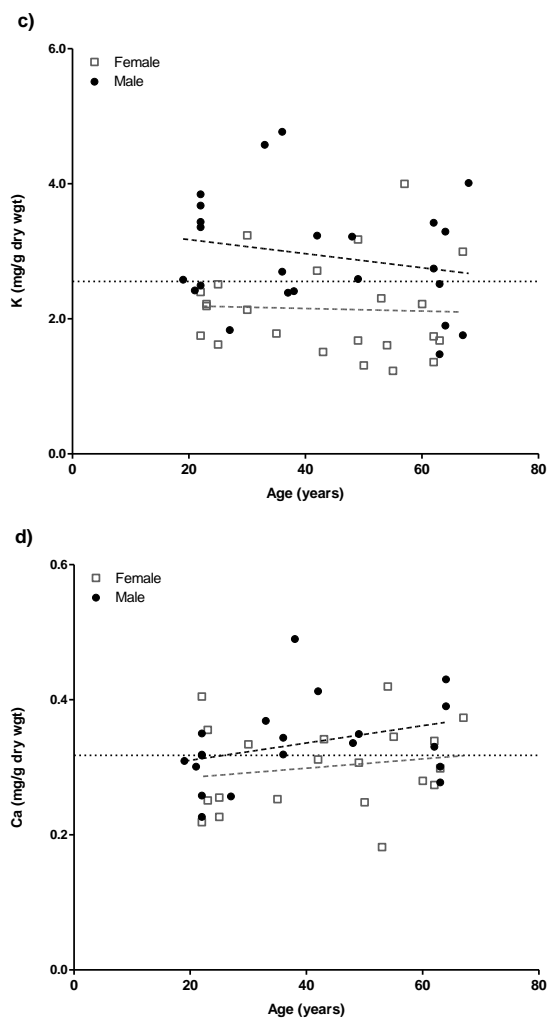 c)
6.0
Female
Male
4.0
K (mg/g dry wgt)
2.0
0.0
0 20 40 60 80
Age (years)
d)
0.6
Female
Male
0.4
Ca (mg/g dry wgt)
0.2
0.0
0 20 40 60 80
Age (years)